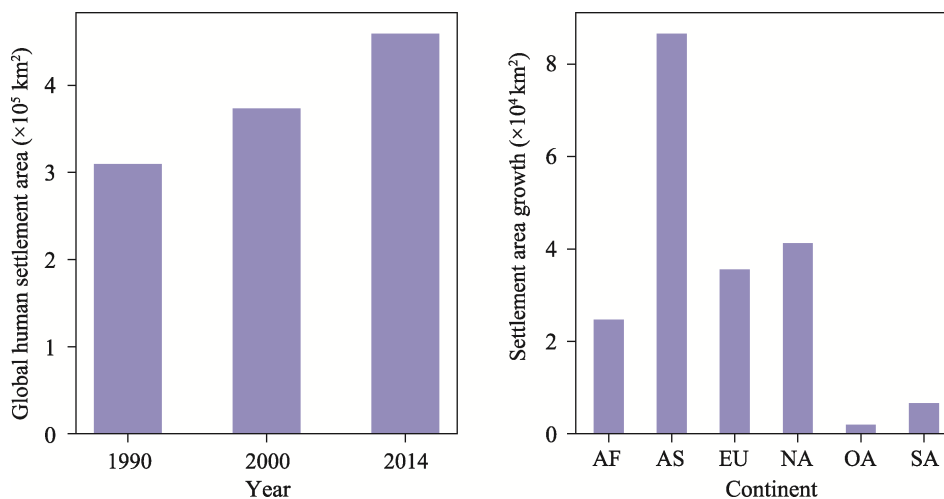 Global human settlement area (×10⁵ km²)
4
3
2
1
0
1990 2000 2014
Year
Settlement area growth (×10⁴ km²)
8
6
4
2
0
AF AS EU NA OA SA
Continent